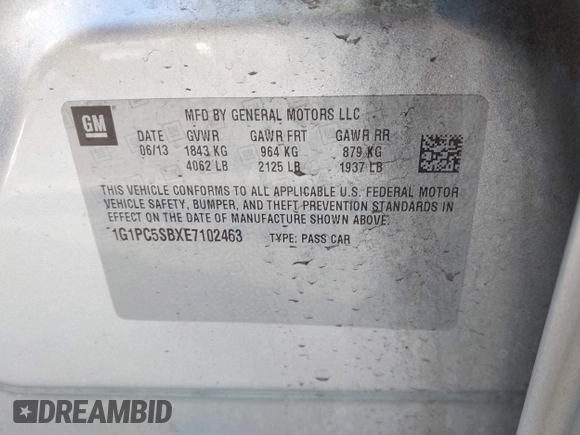 GM
MFD BY GENERAL MOTORS LLC
DATE GVWR GAWR FRT GAWR RR
06/13 1843 KG 964 KG 879 KG
4062 LB 2125 LB 1937 LB
THIS VEHICLE CONFORMS TO ALL APPLICABLE U.S. FEDERAL MOTOR
VEHICLE SAFETY, BUMPER, AND THEFT PREVENTION STANDARDS IN
EFFECT ON THE DATE OF MANUFACTURE SHOWN ABOVE.
1G1PC5SBXE7102463 TYPE: PASS CAR
DREAMBID